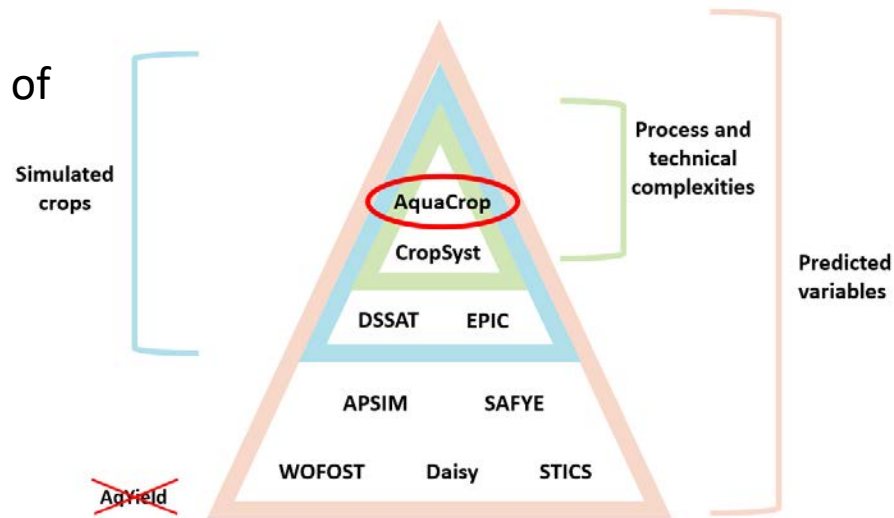 of
Simulated
crops
AquaCrop
CropSyst
DSSAT EPIC
APSIM SAFYE
WOFOST Daisy STICS
AqYield
Process and
technical
complexities
Predicted
variables